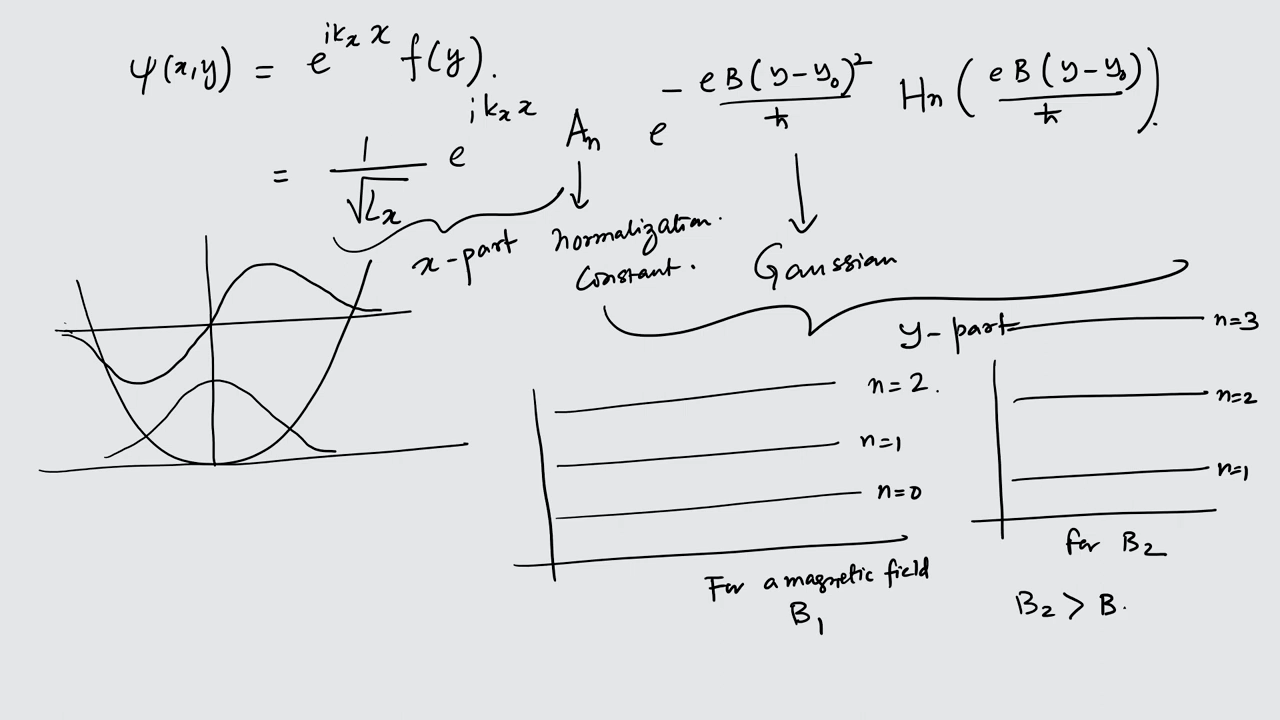 ψ(x,y) = e^{ik_x x} f(y).
= 1/√L_x e^{ik_x x} A_n e^{-eB(y-y_0)²/ħ} H_n(eB(y-y_0)/ħ).
x-part
Normalization
Constant.
Gaussian
y-part
n=2.
n=1
n=0
For a magnetic field
B_1
n=3
n=2
n=1
for B_2
B_2 > B.